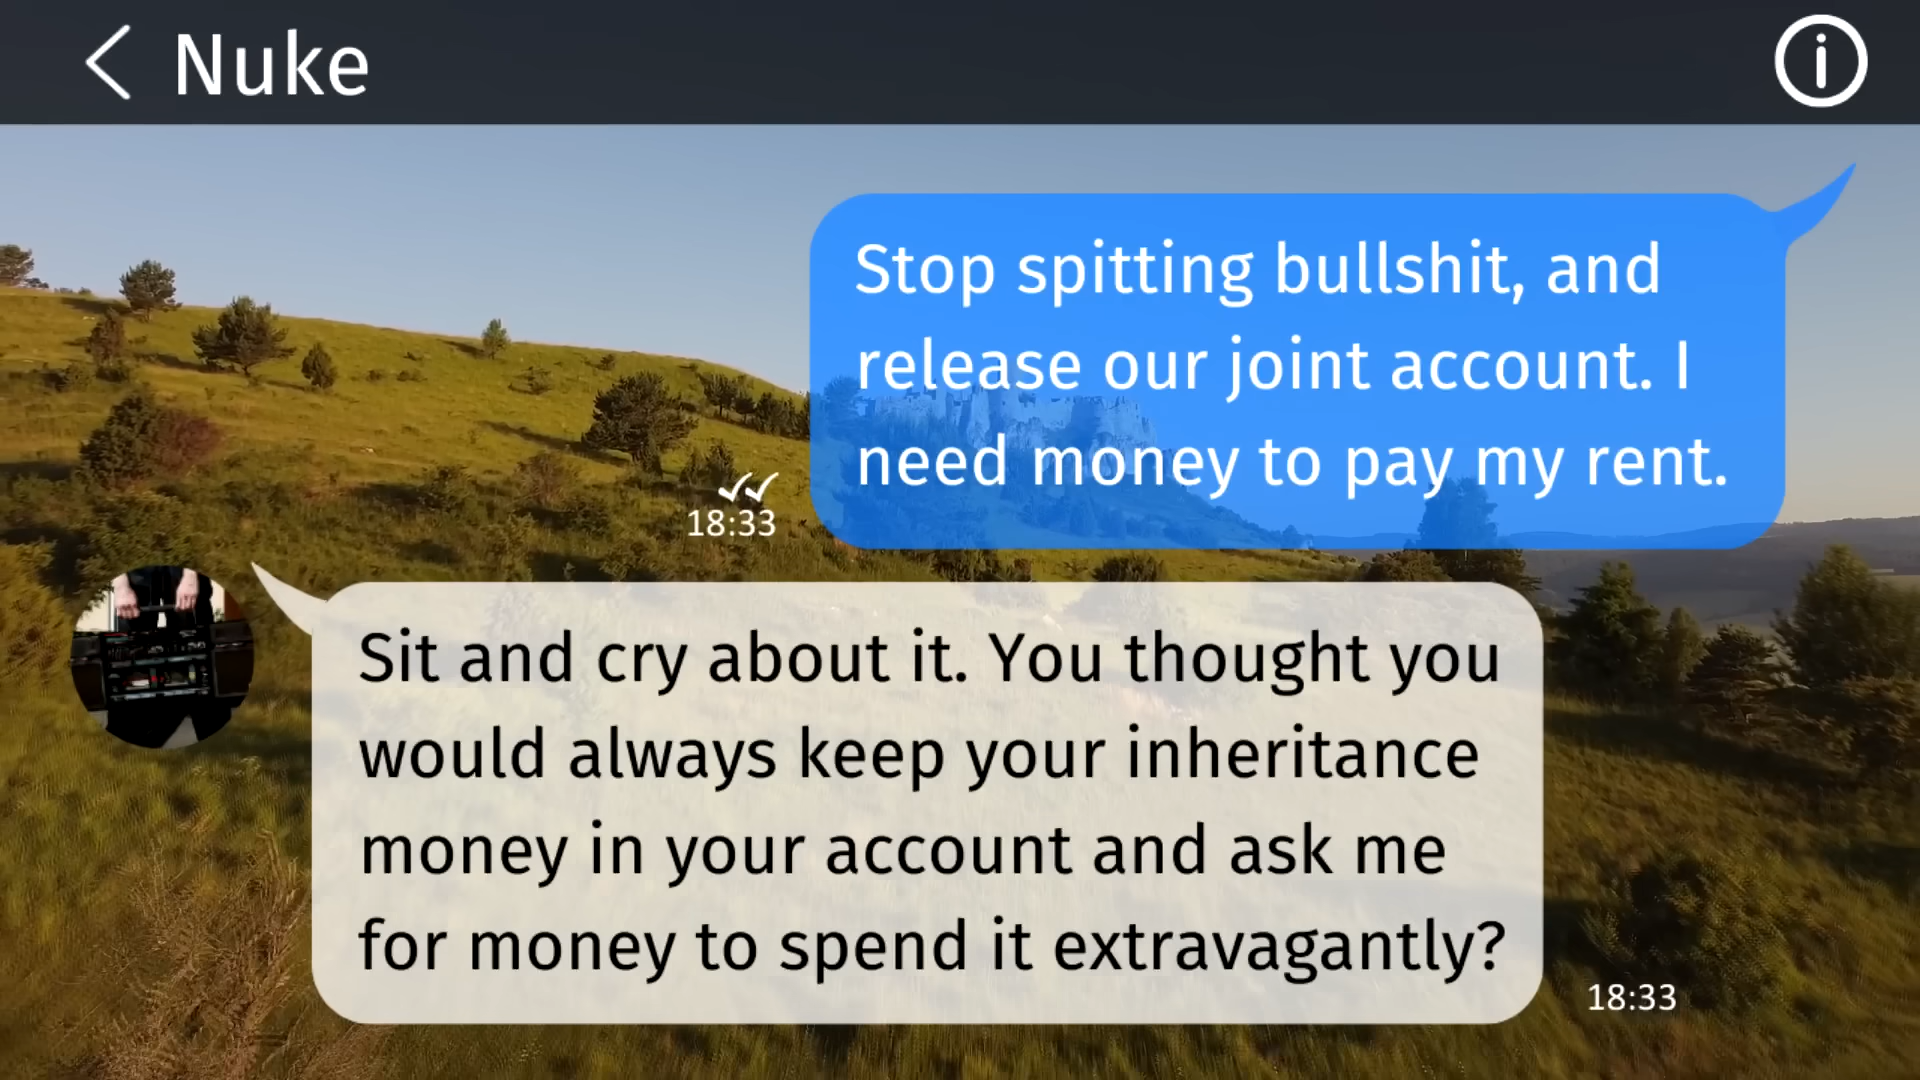 Nuke
Stop spitting bullshit, and
release our joint account. I
need money to pay my rent.
18:33
Sit and cry about it. You thought you
would always keep your inheritance
money in your account and ask me
for money to spend it extravagantly?
18:33